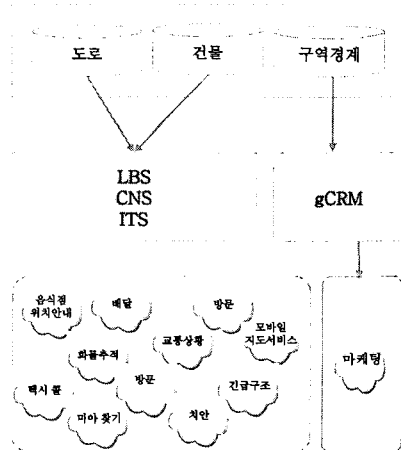 도로
건물
구역경계
LBS
CNS
ITS
gCRM
음식점
위치안내
배달
방문
모바일
지도서비스
교통상황
화물추적
마케팅
택시 콜
방문
긴급구조
미아 찾기
치안